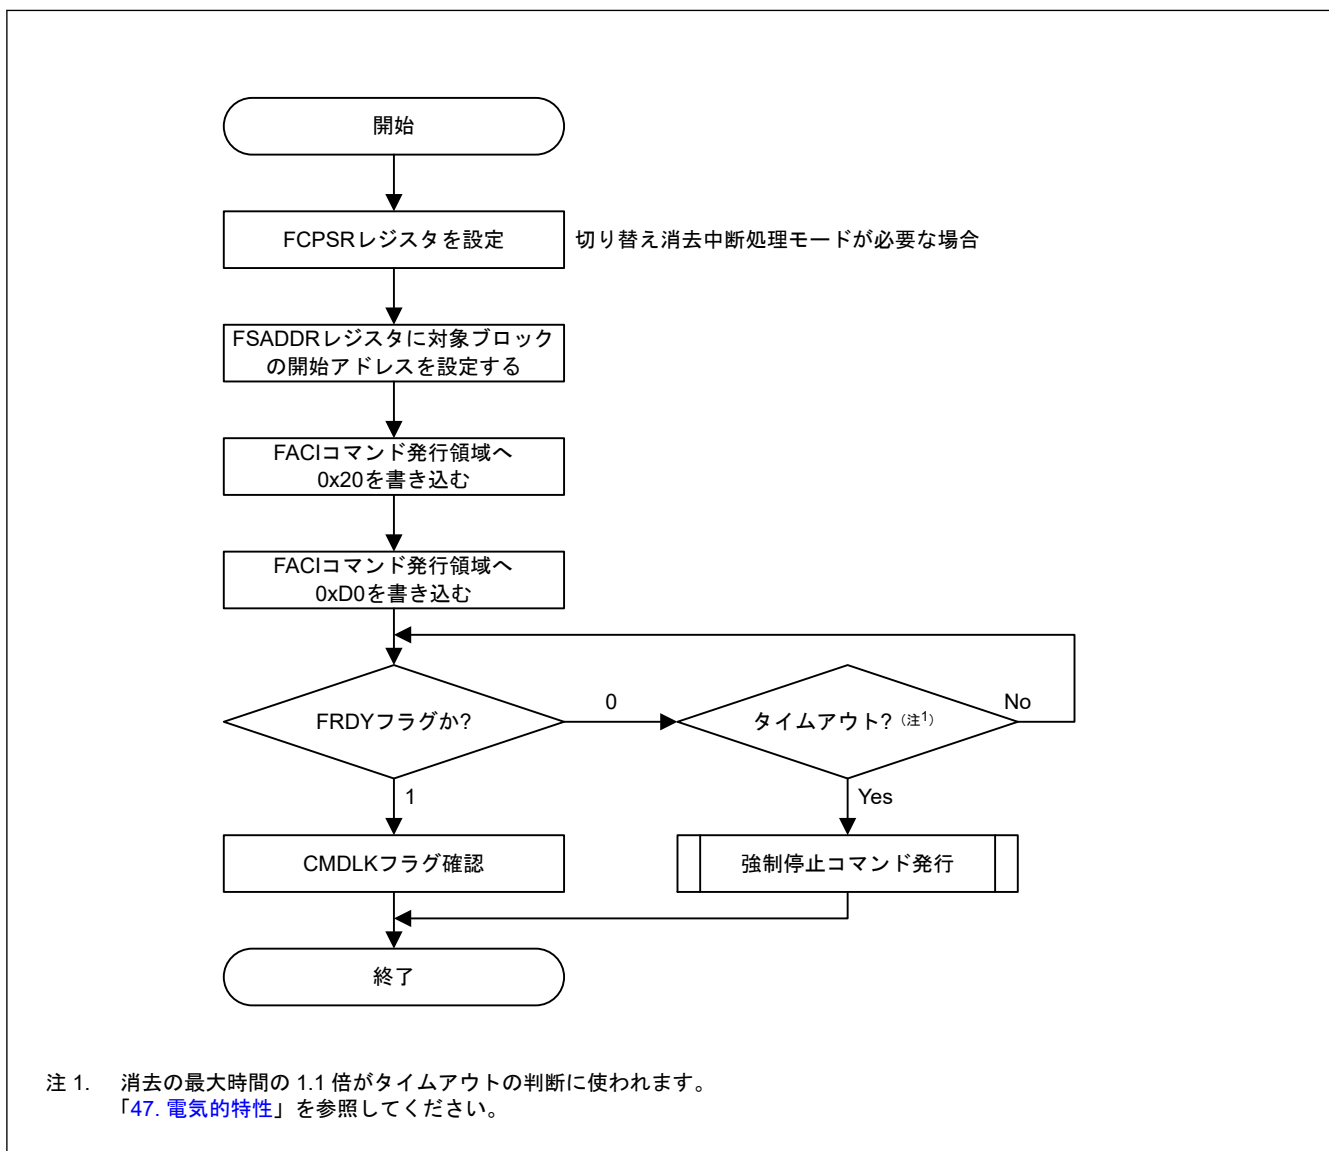 開始
FCPSRレジスタを設定
切り替え消去中断処理モードが必要な場合
FSADDRレジスタに対象ブロック
の開始アドレスを設定する
FACIコマンド発行領域へ
0x20を書き込む
FACIコマンド発行領域へ
0xD0を書き込む
FRDYフラグか?
0
タイムアウト?（注1）
No
1
Yes
CMDLKフラグ確認
強制停止コマンド発行
終了
注 1. 消去の最大時間の 1.1 倍がタイムアウトの判断に使われます。
「47. 電気的特性」を参照してください。